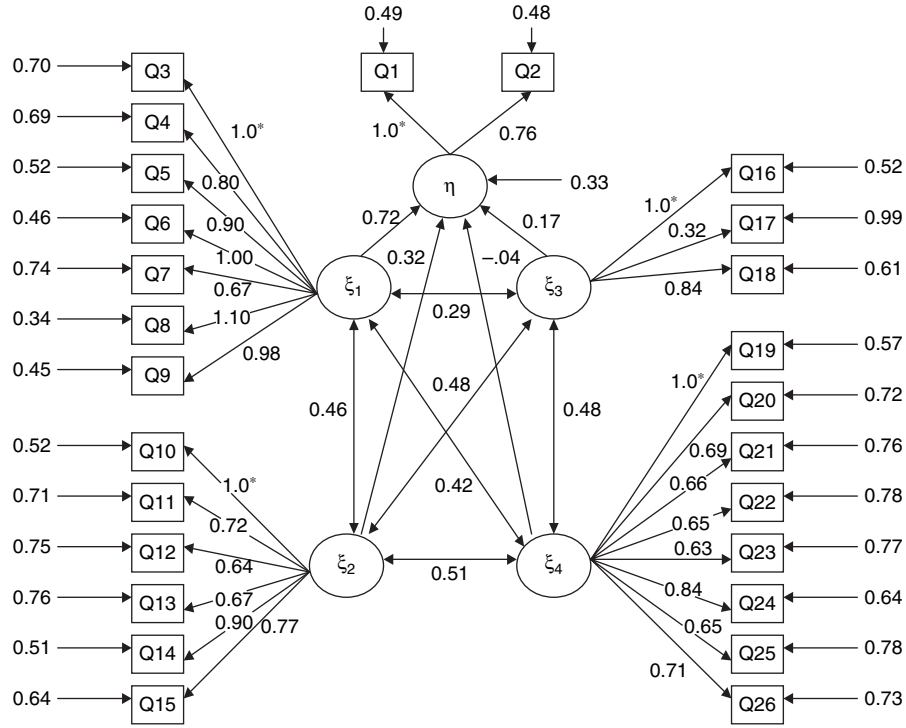 0.49 0.48
0.70 Q3 Q1 Q2
0.69 Q4 1.0* 1.0* 0.76
0.52 Q5 0.80 η 0.33 Q16 0.52
0.46 Q6 0.90 0.72 0.17 1.0* Q17 0.99
1.00 0.32 –.04 0.32
0.74 Q7 0.67 ξ1 ξ3 Q18 0.61
0.34 Q8 1.10 0.29 0.84
0.45 Q9 0.98 Q19 0.57
0.46 0.48 0.48 1.0* Q20 0.72
0.52 Q10 0.69 Q21 0.76
0.71 Q11 1.0* 0.42 0.66 Q22 0.78
0.72 0.65
0.75 Q12 0.64 ξ2 0.51 ξ4 0.63 Q23 0.77
0.76 Q13 0.67 0.84 Q24 0.64
0.51 Q14 0.90 0.77 0.65 Q25 0.78
0.64 Q15 0.71 Q26 0.73